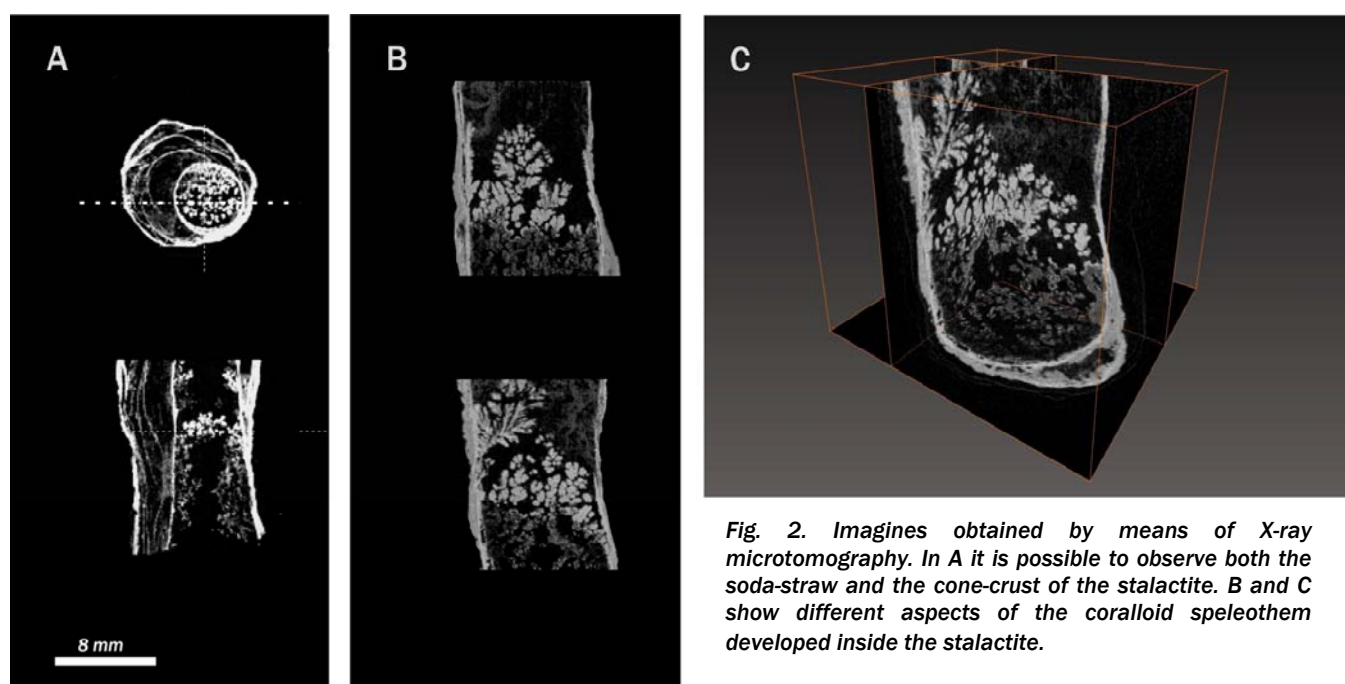 A
B
C
8 mm
Fig. 2. Imagines obtained by means of X-ray
microtomography. In A it is possible to observe both the
soda-straw and the cone-crust of the stalactite. B and C
show different aspects of the coralloid speleothem
developed inside the stalactite.